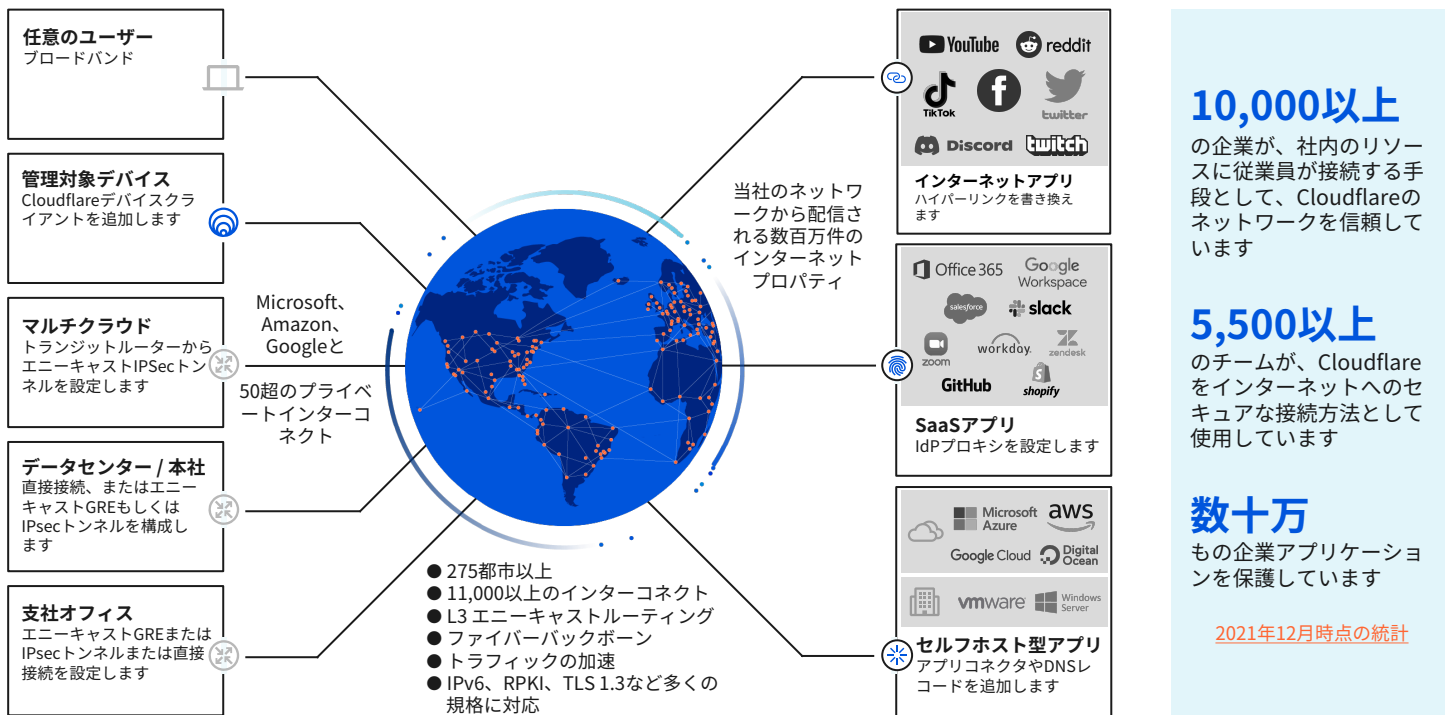 任意のユーザー
ブロードバンド
管理対象デバイス
Cloudflareデバイスクラ
イアントを追加します
マルチクラウド
トランジットルーターから
エニーキャストIPSecトン
ネルを設定します
データセンター / 本社
直接接続、またはエニー
キャストGREもしくは
IPsecトンネルを構成し
ます
支社オフィス
エニーキャストGREまたは
IPsecトンネルまたは直接
接続を設定します
Microsoft、
Amazon、
Googleと
50超のプライベ
ートインターコ
ネクト
● 275都市以上
● 11,000以上のインターコネクト
● L3 エニーキャストルーティング
● ファイバーバックボーン
● トラフィックの加速
● IPv6、RPKI、TLS 1.3など多くの
規格に対応
当社のネットワ
ークから配信さ
れる数百万件の
インターネット
プロパティ
YouTube reddit
TikTok
twitter
Discord twitch
インターネットアプリ
ハイパーリンクを書き換え
ます
Office 365 Google
Workspace
salesforce slack
zoom workday. zendesk
GitHub shopify
SaaSアプリ
IdPプロキシを設定します
Microsoft
Azure
aws
Google Cloud Digital
Ocean
vmware Windows
Server
セルフホスト型アプリ
アプリコネクタやDNSレ
コードを追加します
10,000以上
の企業が、社内のリソー
スに従業員が接続する手
段として、Cloudflareの
ネットワークを信頼して
います
5,500以上
のチームが、Cloudflare
をインターネットへのセ
キュアな接続方法として
使用しています
数十万
もの企業アプリケーショ
ンを保護しています
2021年12月時点の統計